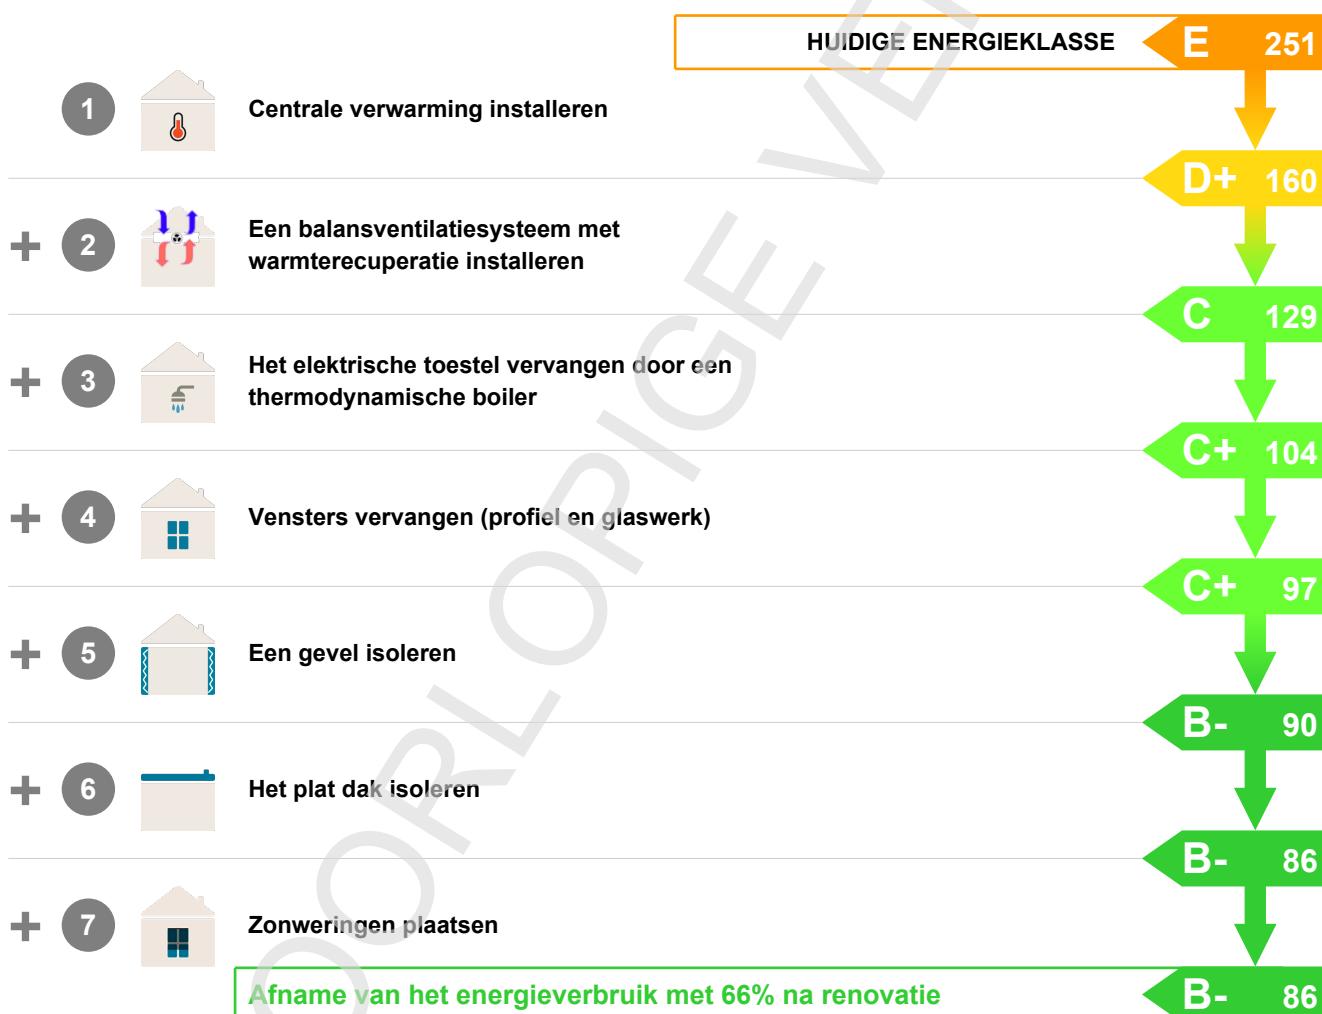 HUIDIGE ENERGIEKLASSE E 251
1 Centrale verwarming installeren
D+ 160
+ 2 Een balansventilatiesysteem met
warmterecuperatie installeren
C 129
+ 3 Het elektrische toestel vervangen door een
thermodynamische boiler
C+ 104
+ 4 Vensters vervangen (profiel en glaswerk)
C+ 97
+ 5 Een gevel isoleren
B- 90
+ 6 Het plat dak isoleren
B- 86
+ 7 Zonweringen plaatsen
Afname van het energieverbruik met 66% na renovatie B- 86